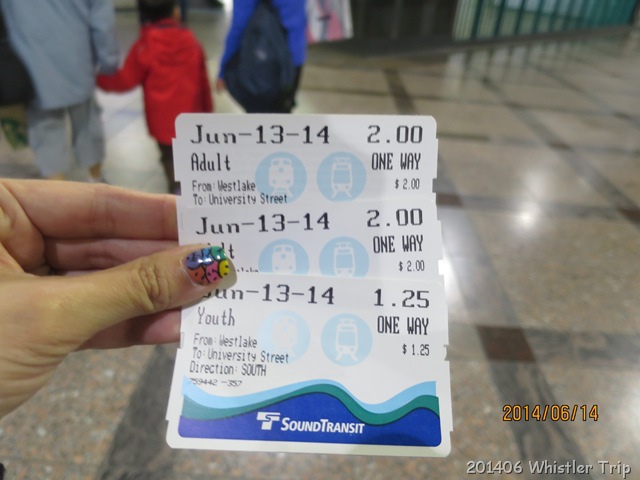 Jun-13-14 2.00
Adult ONE WAY
From: Westlake $ 2.00
To: University Street
Jun-13-14 2.00
ONE WAY
$ 2.00
Jun-13-14 1.25
Youth ONE WAY
From: Westlake $ 1.25
To: University Street
Direction: SOUTH
SOUNDTRANSIT
2014/06/14
201406 Whistler Trip